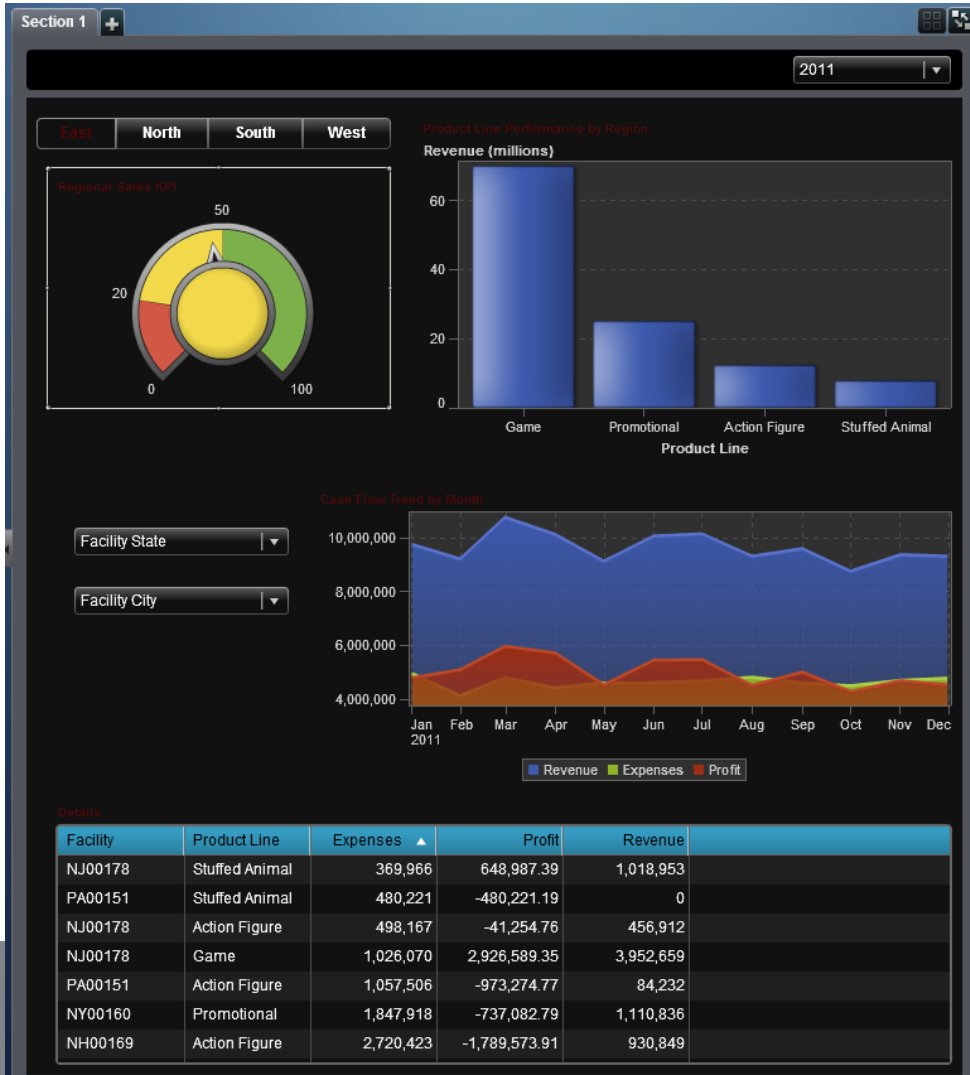 Section 1
2011
East North South West
Regional Sales KPI
50
20
0
100
Product Line Performance by Region
Revenue (millions)
60
40
20
0
Game Promotional Action Figure Stuffed Animal
Product Line
Facility State
Facility City
Cash Flow Trend by Month
10,000,000
8,000,000
6,000,000
4,000,000
Jan Feb Mar Apr May Jun Jul Aug Sep Oct Nov Dec
2011
Revenue Expenses Profit
Details
Facility Product Line Expenses Profit Revenue
NJ00178 Stuffed Animal 369,966 648,987.39 1,018,953
PA00151 Stuffed Animal 480,221 -480,221.19 0
NJ00178 Action Figure 498,167 -41,254.76 456,912
NJ00178 Game 1,026,070 2,926,589.35 3,952,659
PA00151 Action Figure 1,057,506 -973,274.77 84,232
NY00160 Promotional 1,847,918 -737,082.79 1,110,836
NH00169 Action Figure 2,720,423 -1,789,573.91 930,849